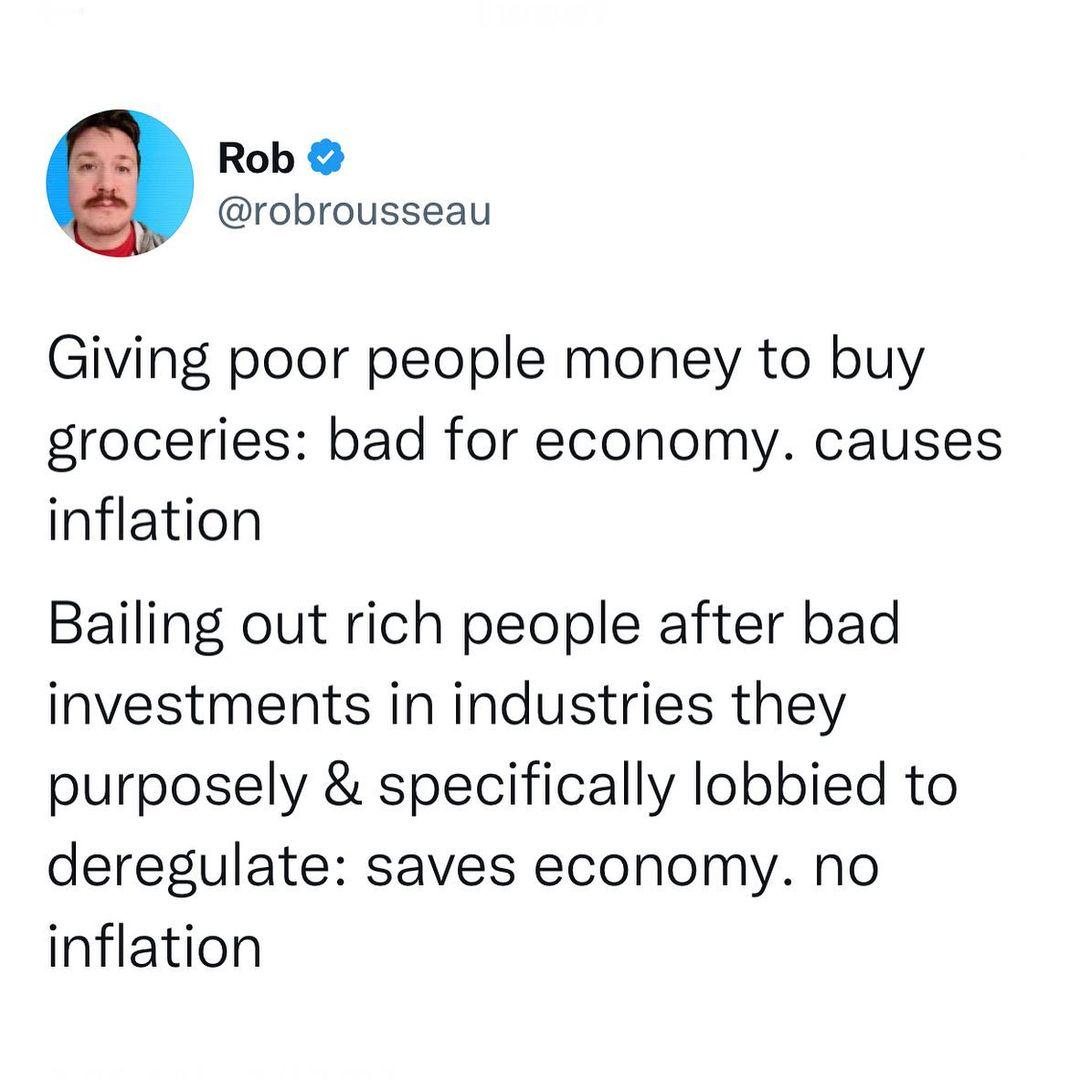 Rob
@robrousseau
Giving poor people money to buy
groceries: bad for economy. causes
inflation
Bailing out rich people after bad
investments in industries they
purposely & specifically lobbied to
deregulate: saves economy. no
inflation